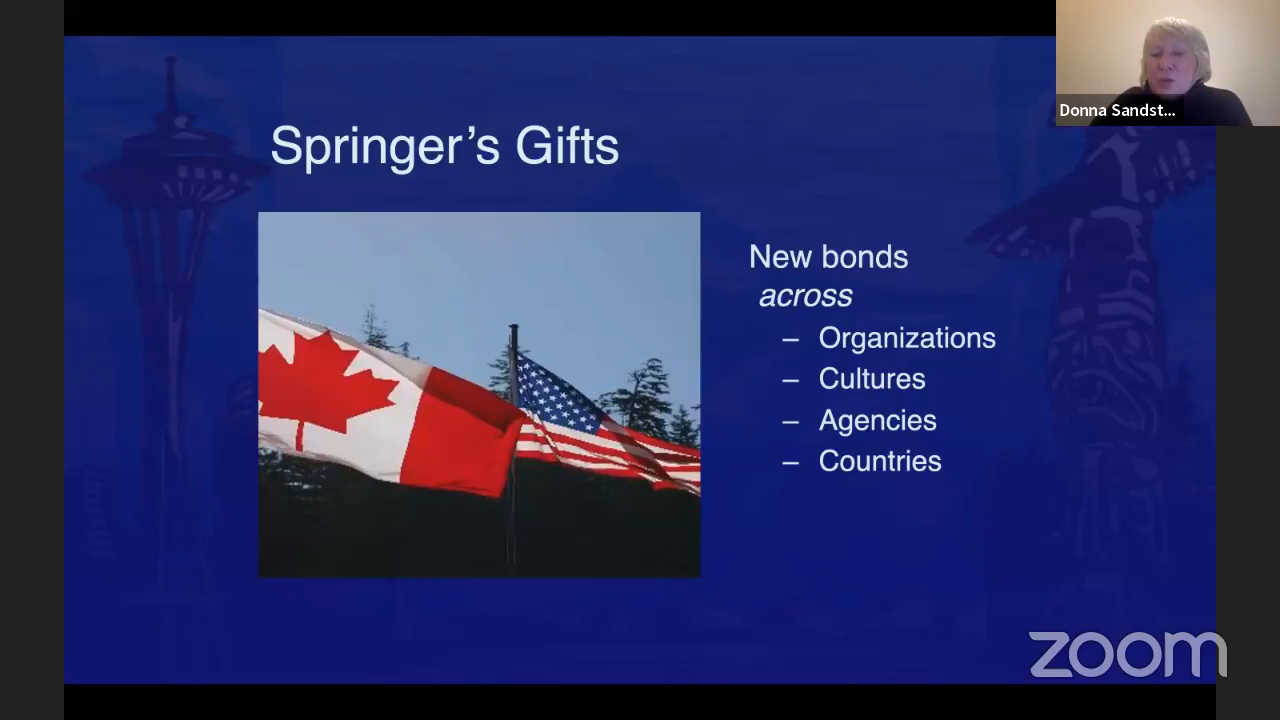 Donna Sandst...
Springer's Gifts
New bonds
across
– Organizations
– Cultures
– Agencies
– Countries
zoom